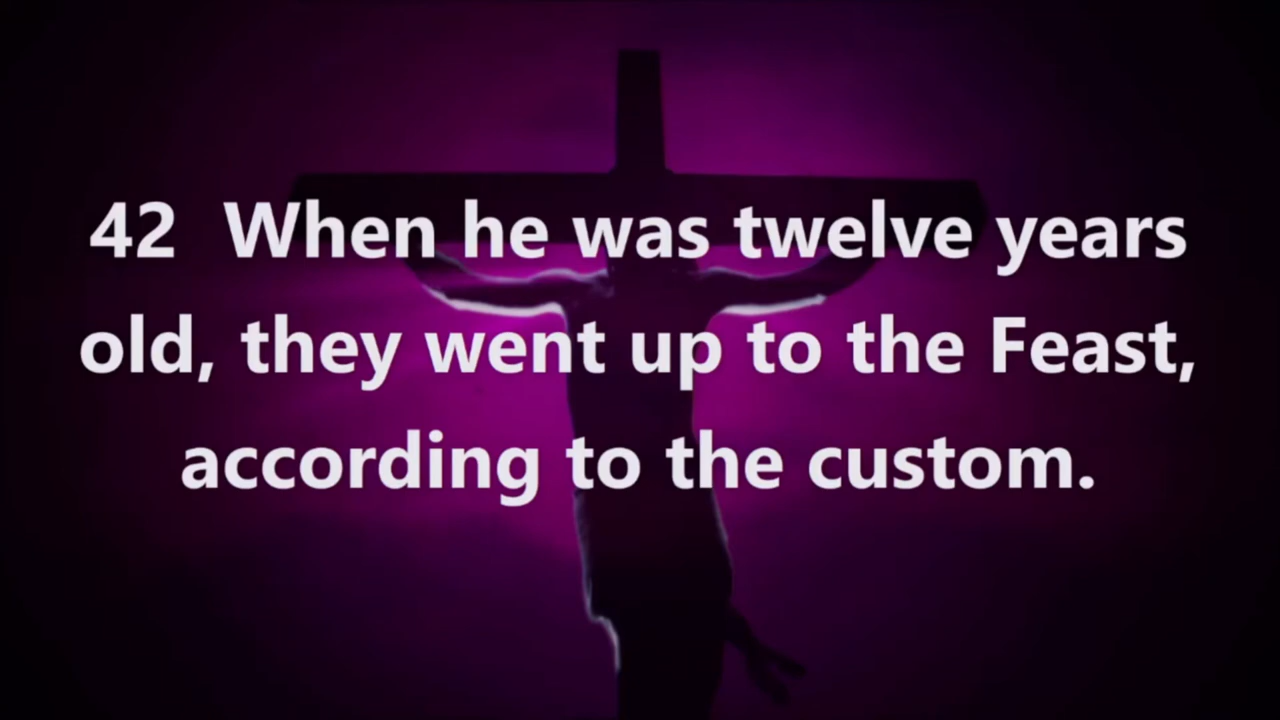 42 When he was twelve years
old, they went up to the Feast,
according to the custom.